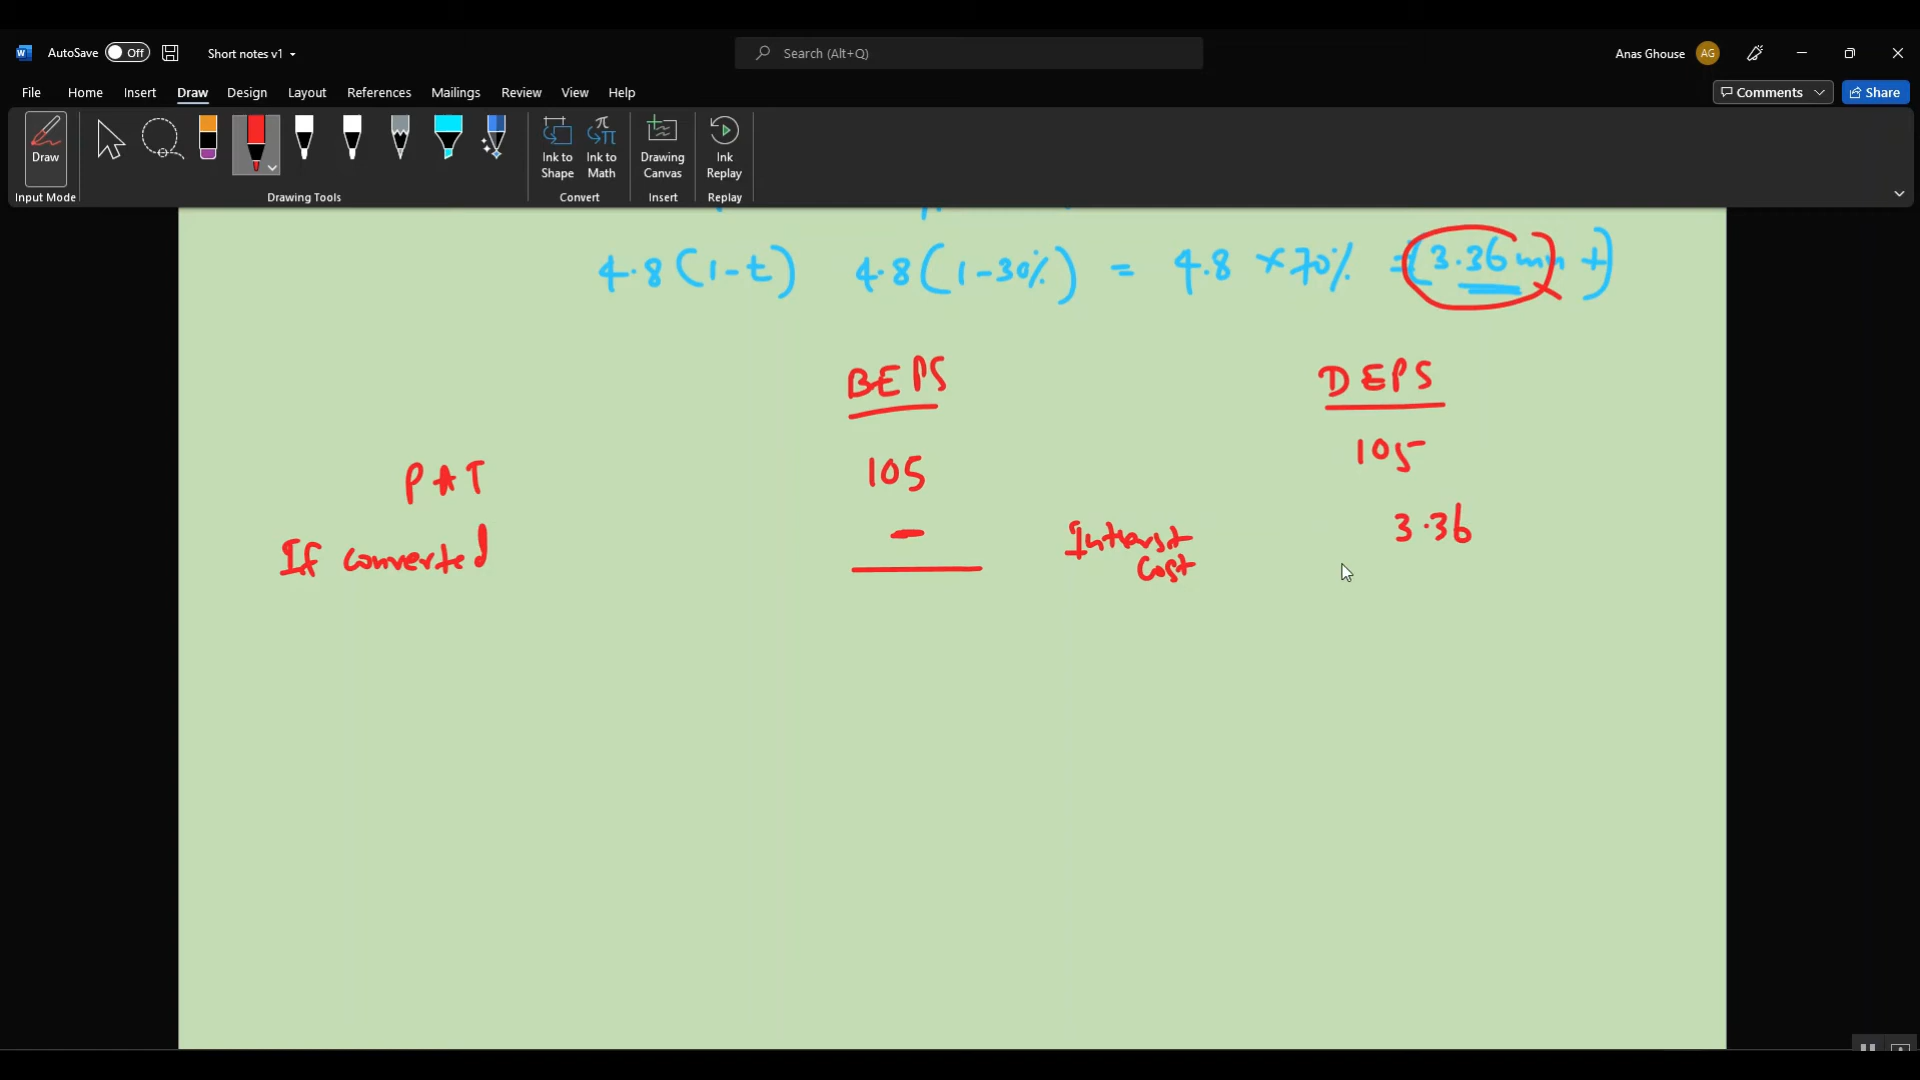 AutoSave Off Short notes v1 Search (Alt+Q) Anas Ghouse AG
File Home Insert Draw Design Layout References Mailings Review View Help Comments Share
Draw
Ink to Shape
Ink to Math
Drawing Canvas
Ink Replay
Input Mode Drawing Tools Convert Insert Replay
4.8 (1-t) 4.8 (1-30%) = 4.8 × 70% = (3.36 mn +)
BEPS DEPS
PAT 105 105
If converted - Intrerst Cost 3.36